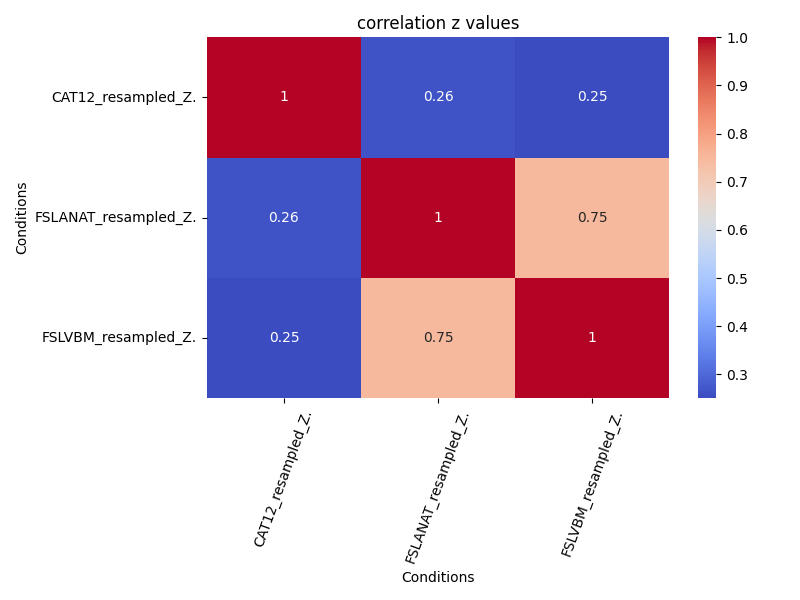 correlation z values
CAT12_resampled_Z.
1
0.26
0.25
FSLANAT_resampled_Z.
0.26
1
0.75
FSLVBM_resampled_Z.
0.25
0.75
1
Conditions
CAT12_resampled_Z.
FSLANAT_resampled_Z.
FSLVBM_resampled_Z.
Conditions
1.0
0.9
0.8
0.7
0.6
0.5
0.4
0.3